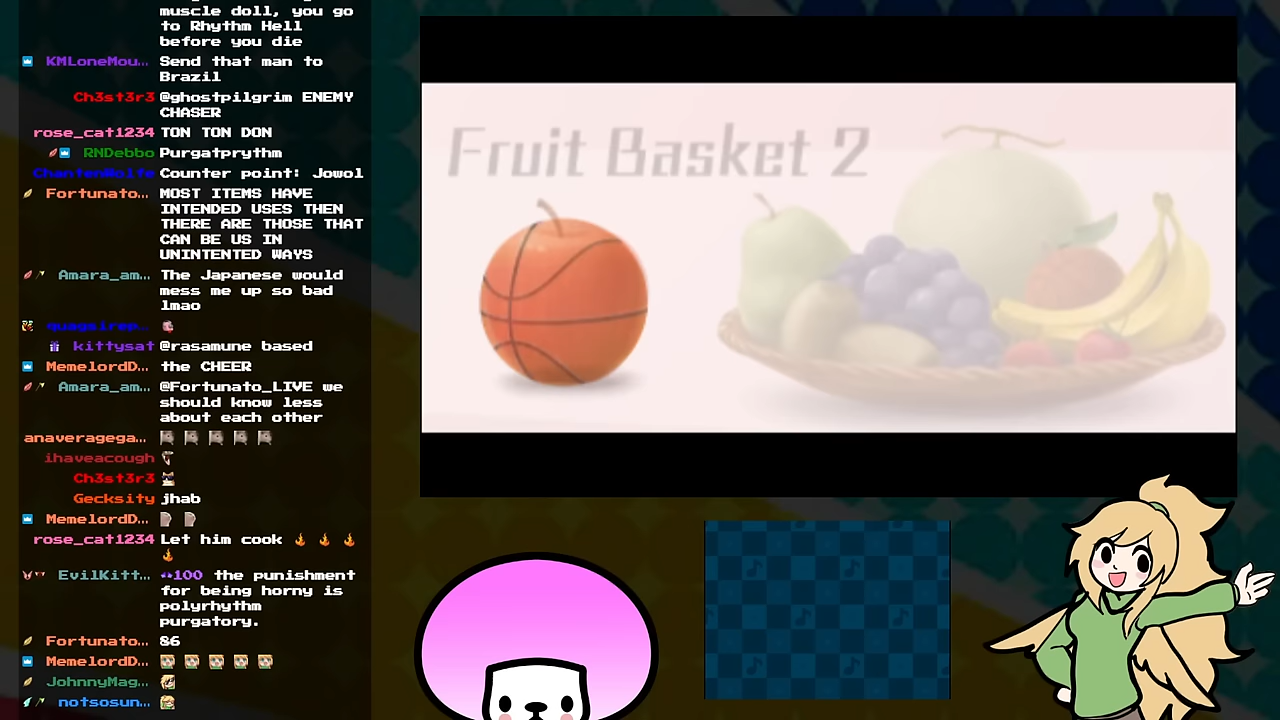 muscle doll, you go
to Rhythm Hell
before you die
KMLoneMou... Send that man to
Brazil
Ch3st3r3 @ghostpilgrim ENEMY
CHASER
rose_cat1234 TON TON DON
RNDebbo Purgatprythm
ChantenWolfe Counter point: Jowol
Fortunato... MOST ITEMS HAVE
INTENDED USES THEN
THERE ARE THOSE THAT
CAN BE US IN
UNINTENTED WAYS
Amara_am... The Japanese would
mess me up so bad
lmao
kittysat @rasamune based
MemelordD... the CHEER
Amara_am... @Fortunato_LIVE we
should know less
about each other
anaveragega...
ihaveacough
Ch3st3r3
Gecksity jhab
MemelordD...
rose_cat1234 Let him cook 🔥 🔥 🔥
🔥
EvilKitt... 100 the punishment
for being horny is
polyrhythm
purgatory.
Fortunato... 86
MemelordD...
JohnnyMag...
notsosun...
Fruit Basket 2